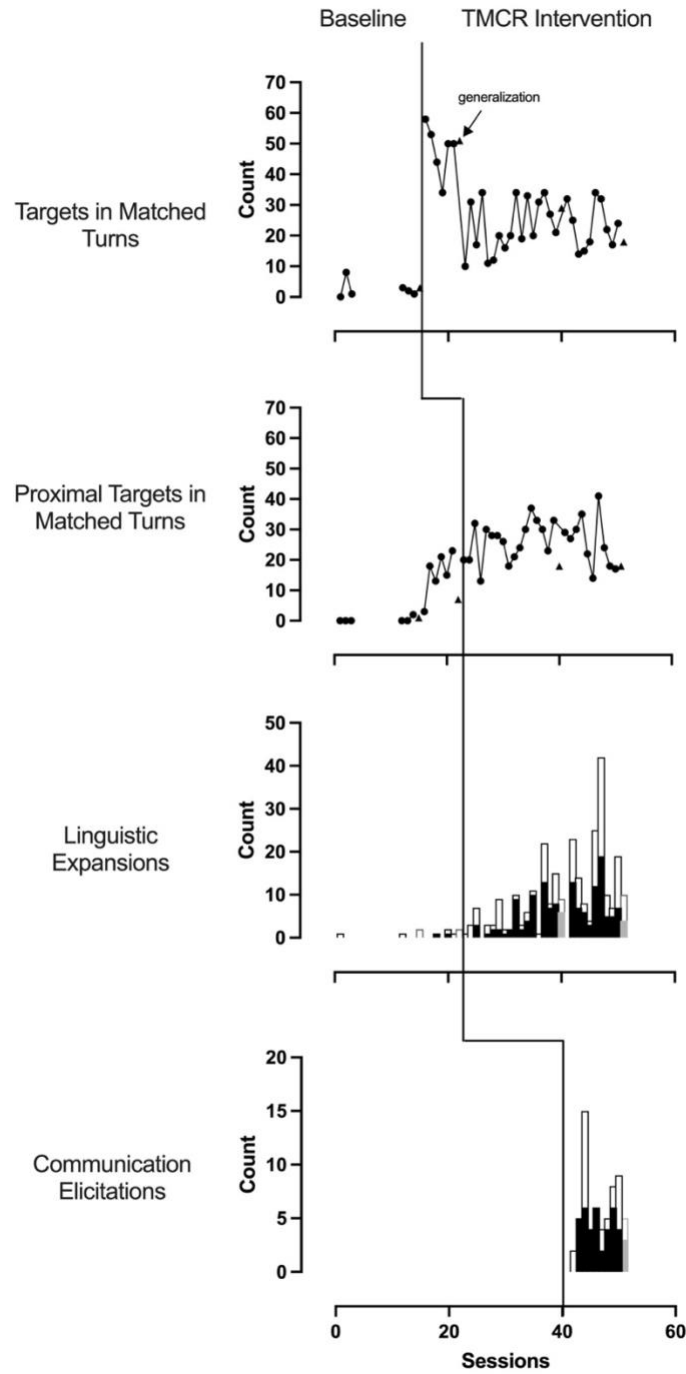 Baseline TMCR Intervention
Targets in Matched
Turns
Count
70
60
50
40
30
20
10
0
generalization
Proximal Targets in
Matched Turns
Count
70
60
50
40
30
20
10
0
Linguistic
Expansions
Count
50
40
30
20
10
0
Communication
Elicitations
Count
20
15
10
5
0
0 20 40 60
Sessions